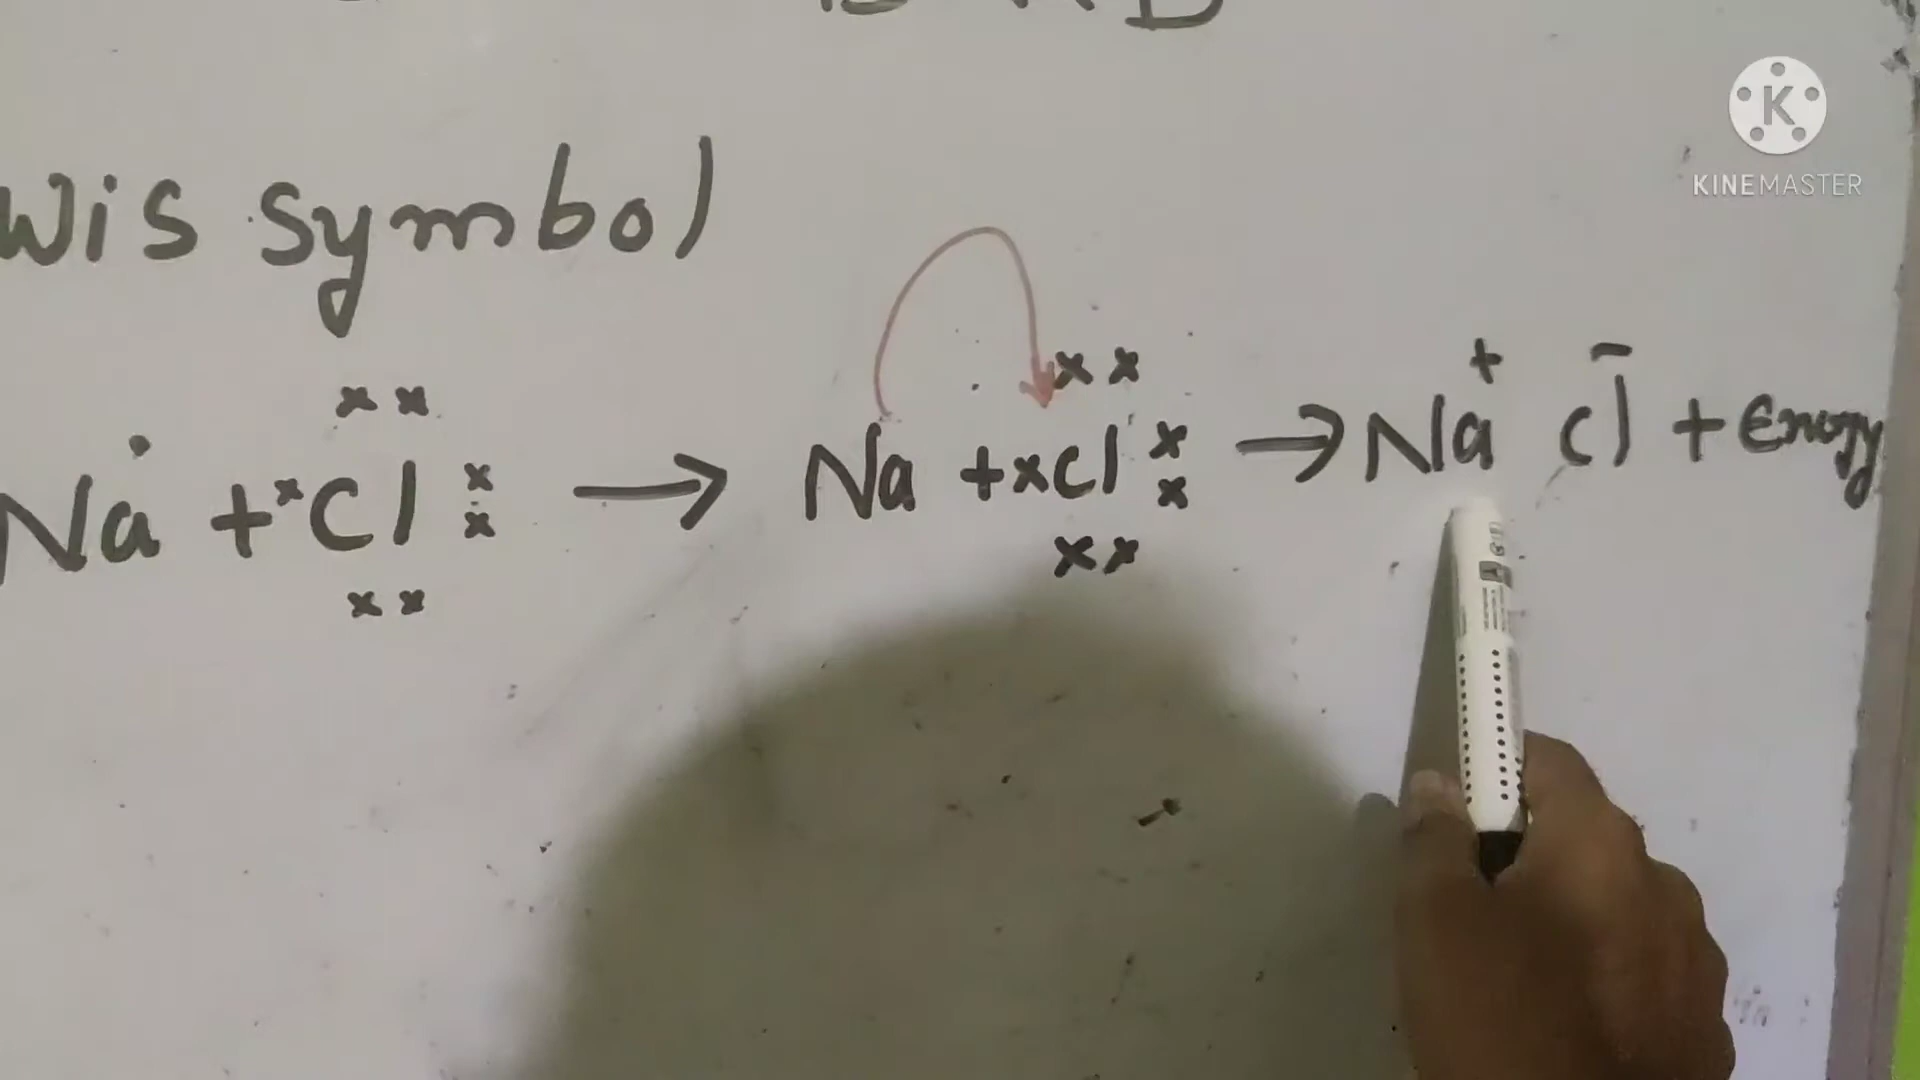 KINEMASTER
wis symbol
Na + Cl → Na + Cl → Na⁺ Cl⁻ + Energy